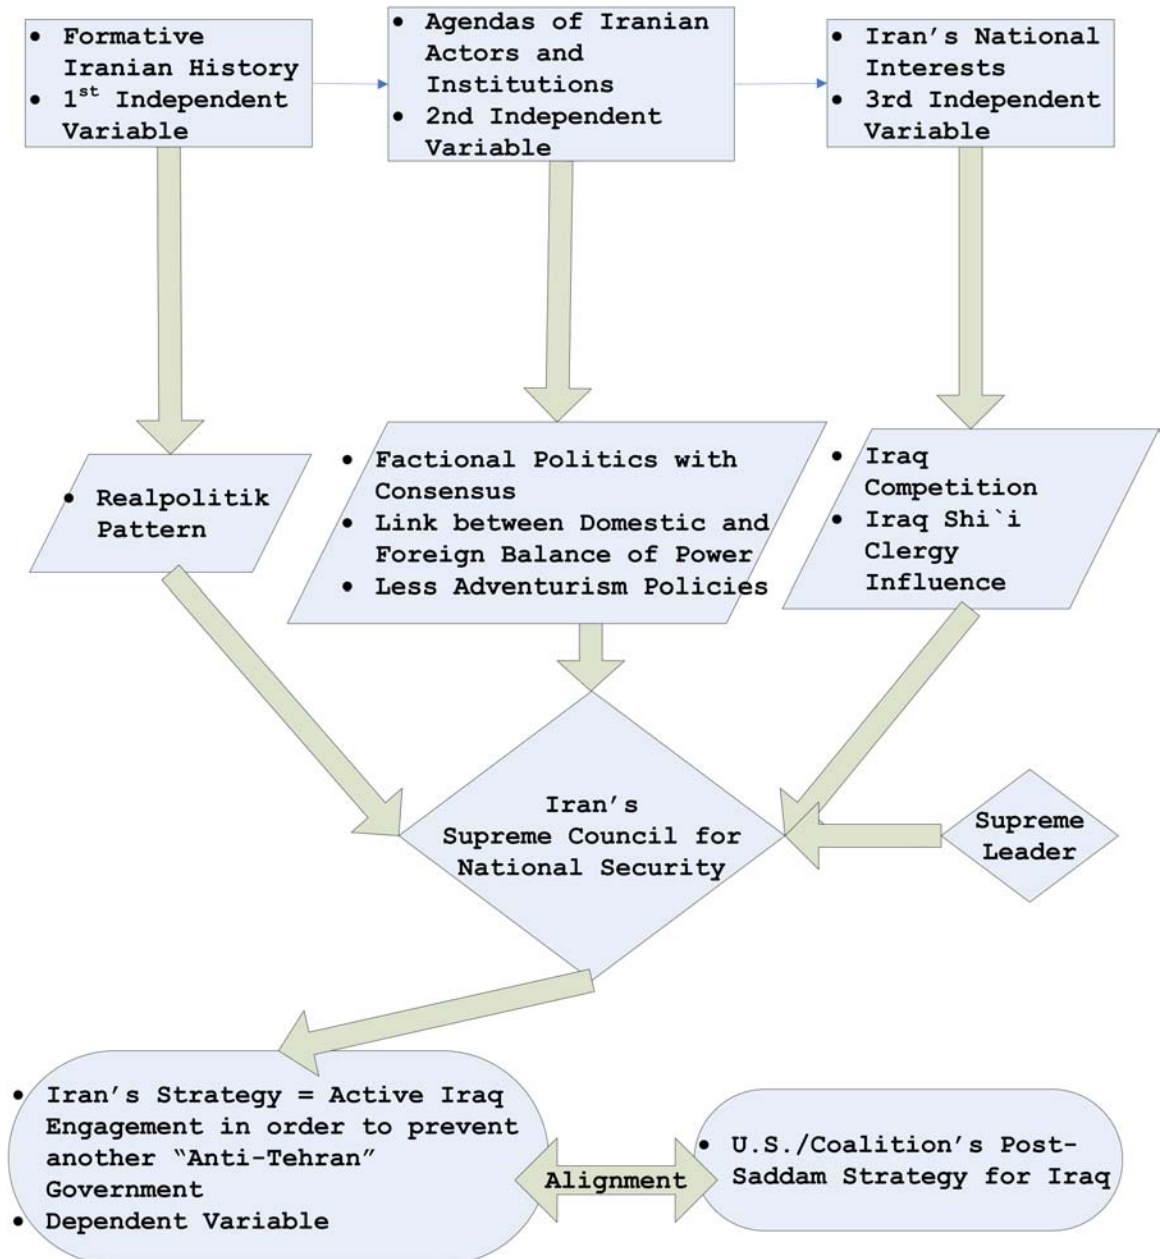 • Formative
Iranian History
• 1st Independent
Variable
• Agendas of Iranian
Actors and
Institutions
• 2nd Independent
Variable
• Iran’s National
Interests
• 3rd Independent
Variable
• Realpolitik
Pattern
• Factional Politics with
Consensus
• Link between Domestic and
Foreign Balance of Power
• Less Adventurism Policies
• Iraq
Competition
• Iraq Shi`i
Clergy
Influence
Iran’s
Supreme Council for
National Security
Supreme
Leader
• Iran’s Strategy = Active Iraq
Engagement in order to prevent
another “Anti-Tehran”
Government
• Dependent Variable
Alignment
• U.S./Coalition’s Post-
Saddam Strategy for Iraq